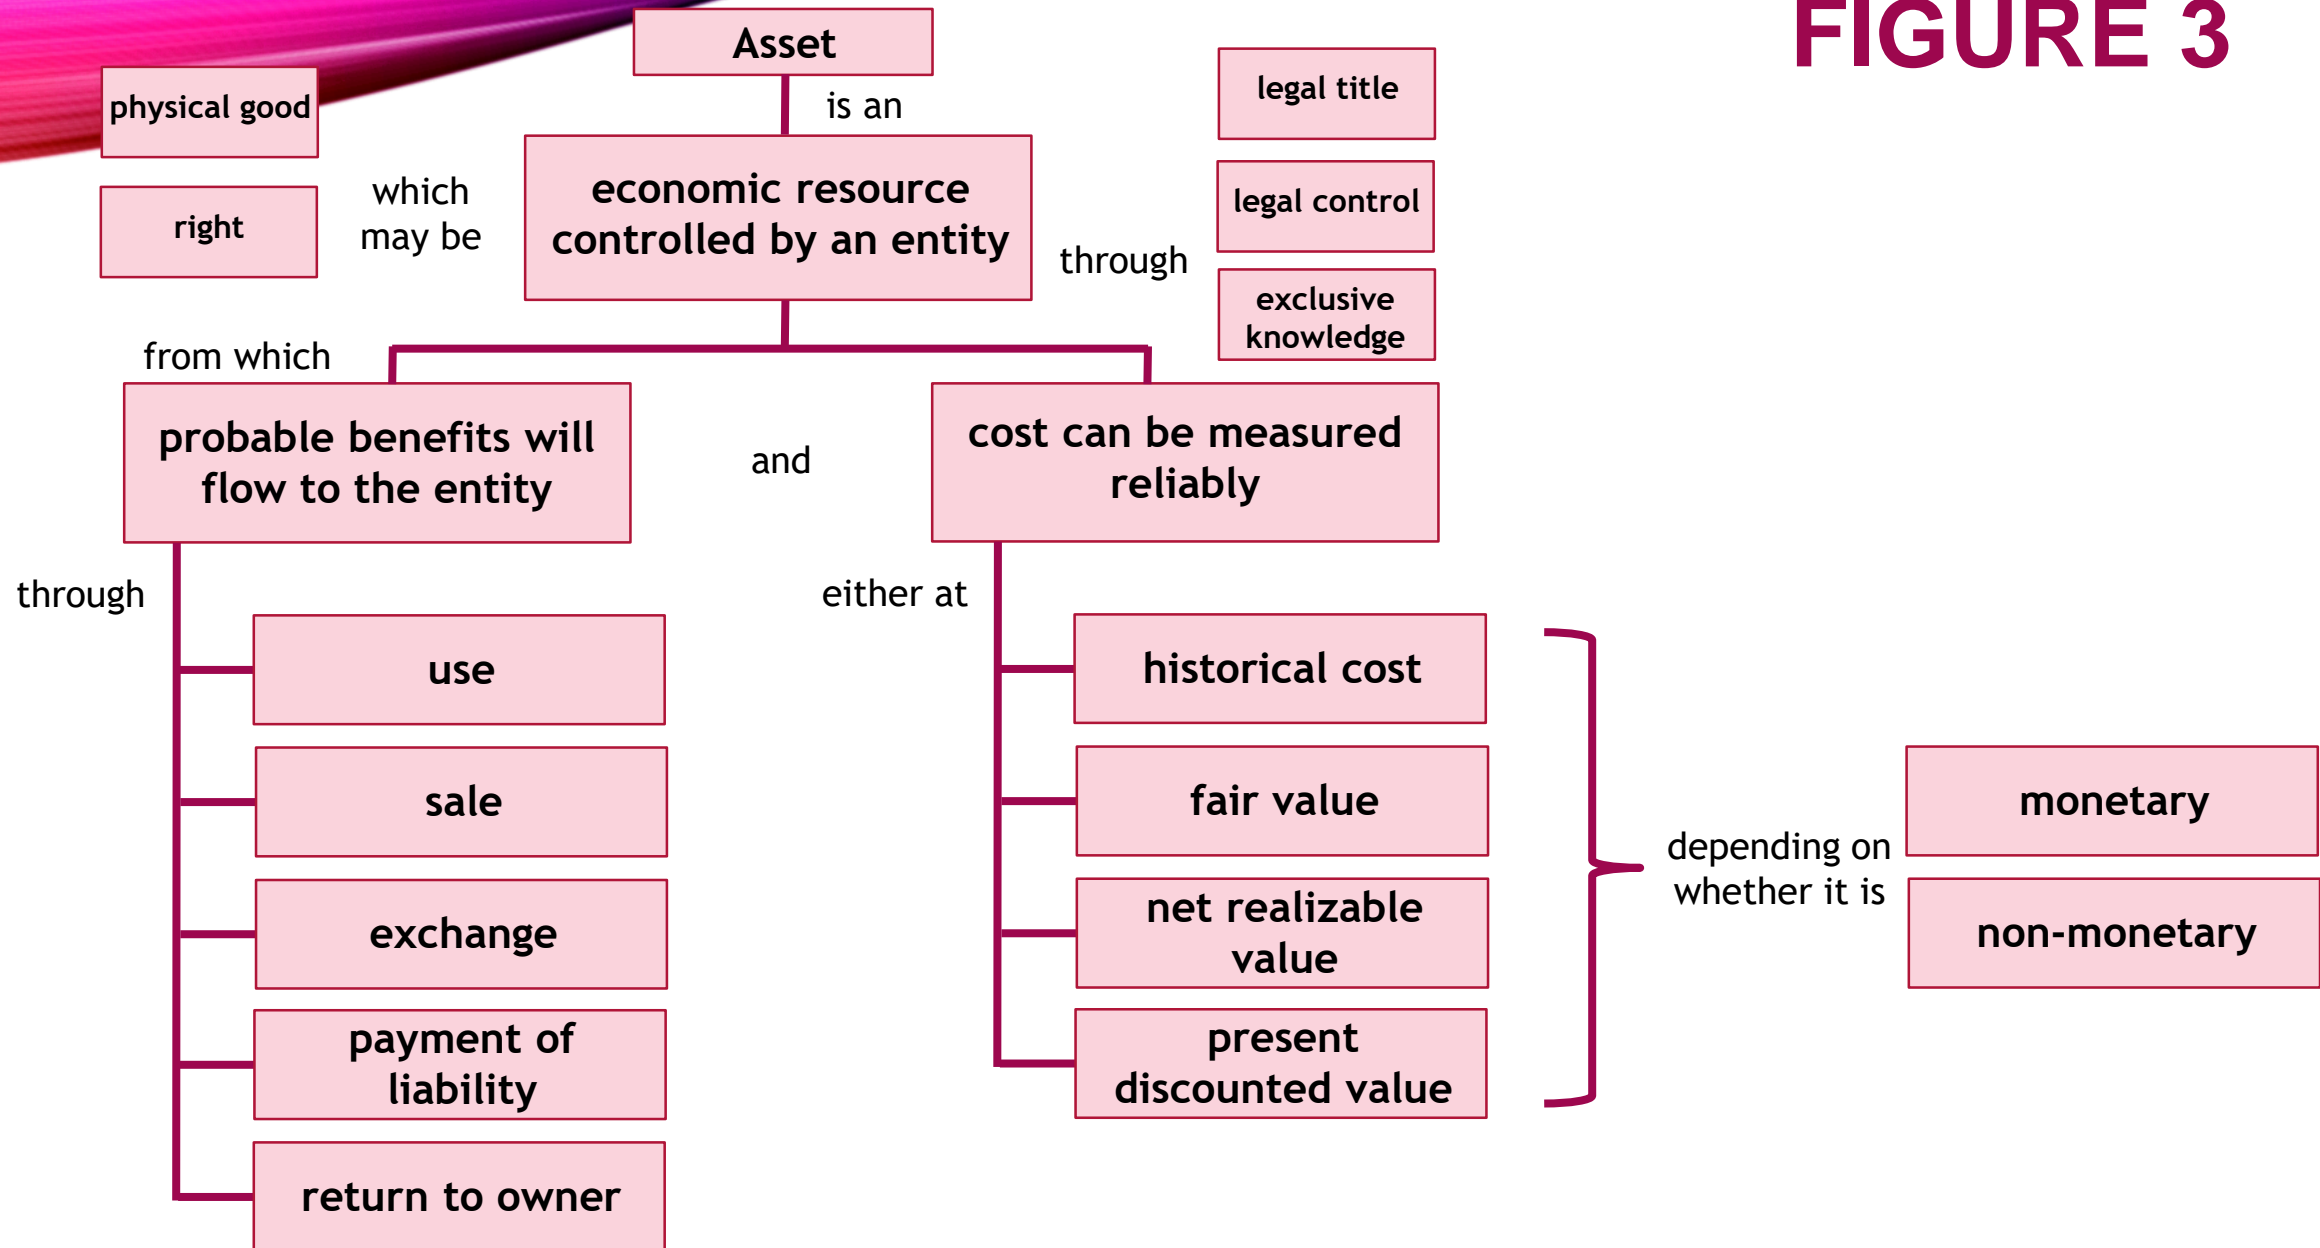 FIGURE 3
Asset
is an
physical good
right
which
may be
economic resource
controlled by an entity
through
legal title
legal control
exclusive
knowledge
from which
probable benefits will
flow to the entity
and
cost can be measured
reliably
through
use
sale
exchange
payment of
liability
return to owner
either at
historical cost
fair value
net realizable
value
present
discounted value
depending on
whether it is
monetary
non-monetary